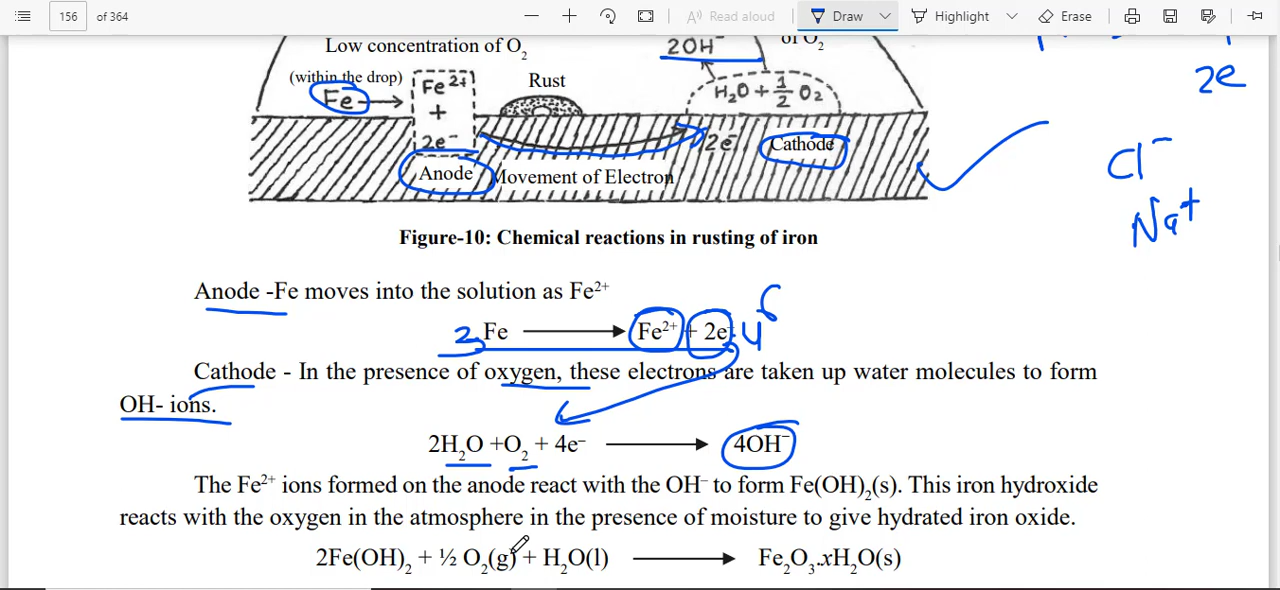 156 of 364 Read aloud Draw Highlight Erase
Low concentration of O₂
2OH⁻ of O₂
2e
(within the drop) Fe²⁺ Rust
Fe + H₂O + 1/2 O₂
2e⁻ 2e⁻ Cathode
Cl⁻
Anode Movement of Electron
Na⁺
Figure-10: Chemical reactions in rusting of iron
Anode -Fe moves into the solution as Fe²⁺
2 Fe ⟶ Fe²⁺ + 2e⁻ 4
Cathode - In the presence of oxygen, these electrons are taken up water molecules to form
OH- ions.
2H₂O +O₂ + 4e⁻ ⟶ 4OH⁻
The Fe²⁺ ions formed on the anode react with the OH⁻ to form Fe(OH)₂(s). This iron hydroxide
reacts with the oxygen in the atmosphere in the presence of moisture to give hydrated iron oxide.
2Fe(OH)₂ + ½ O₂(g) + H₂O(l) ⟶ Fe₂O₃.xH₂O(s)